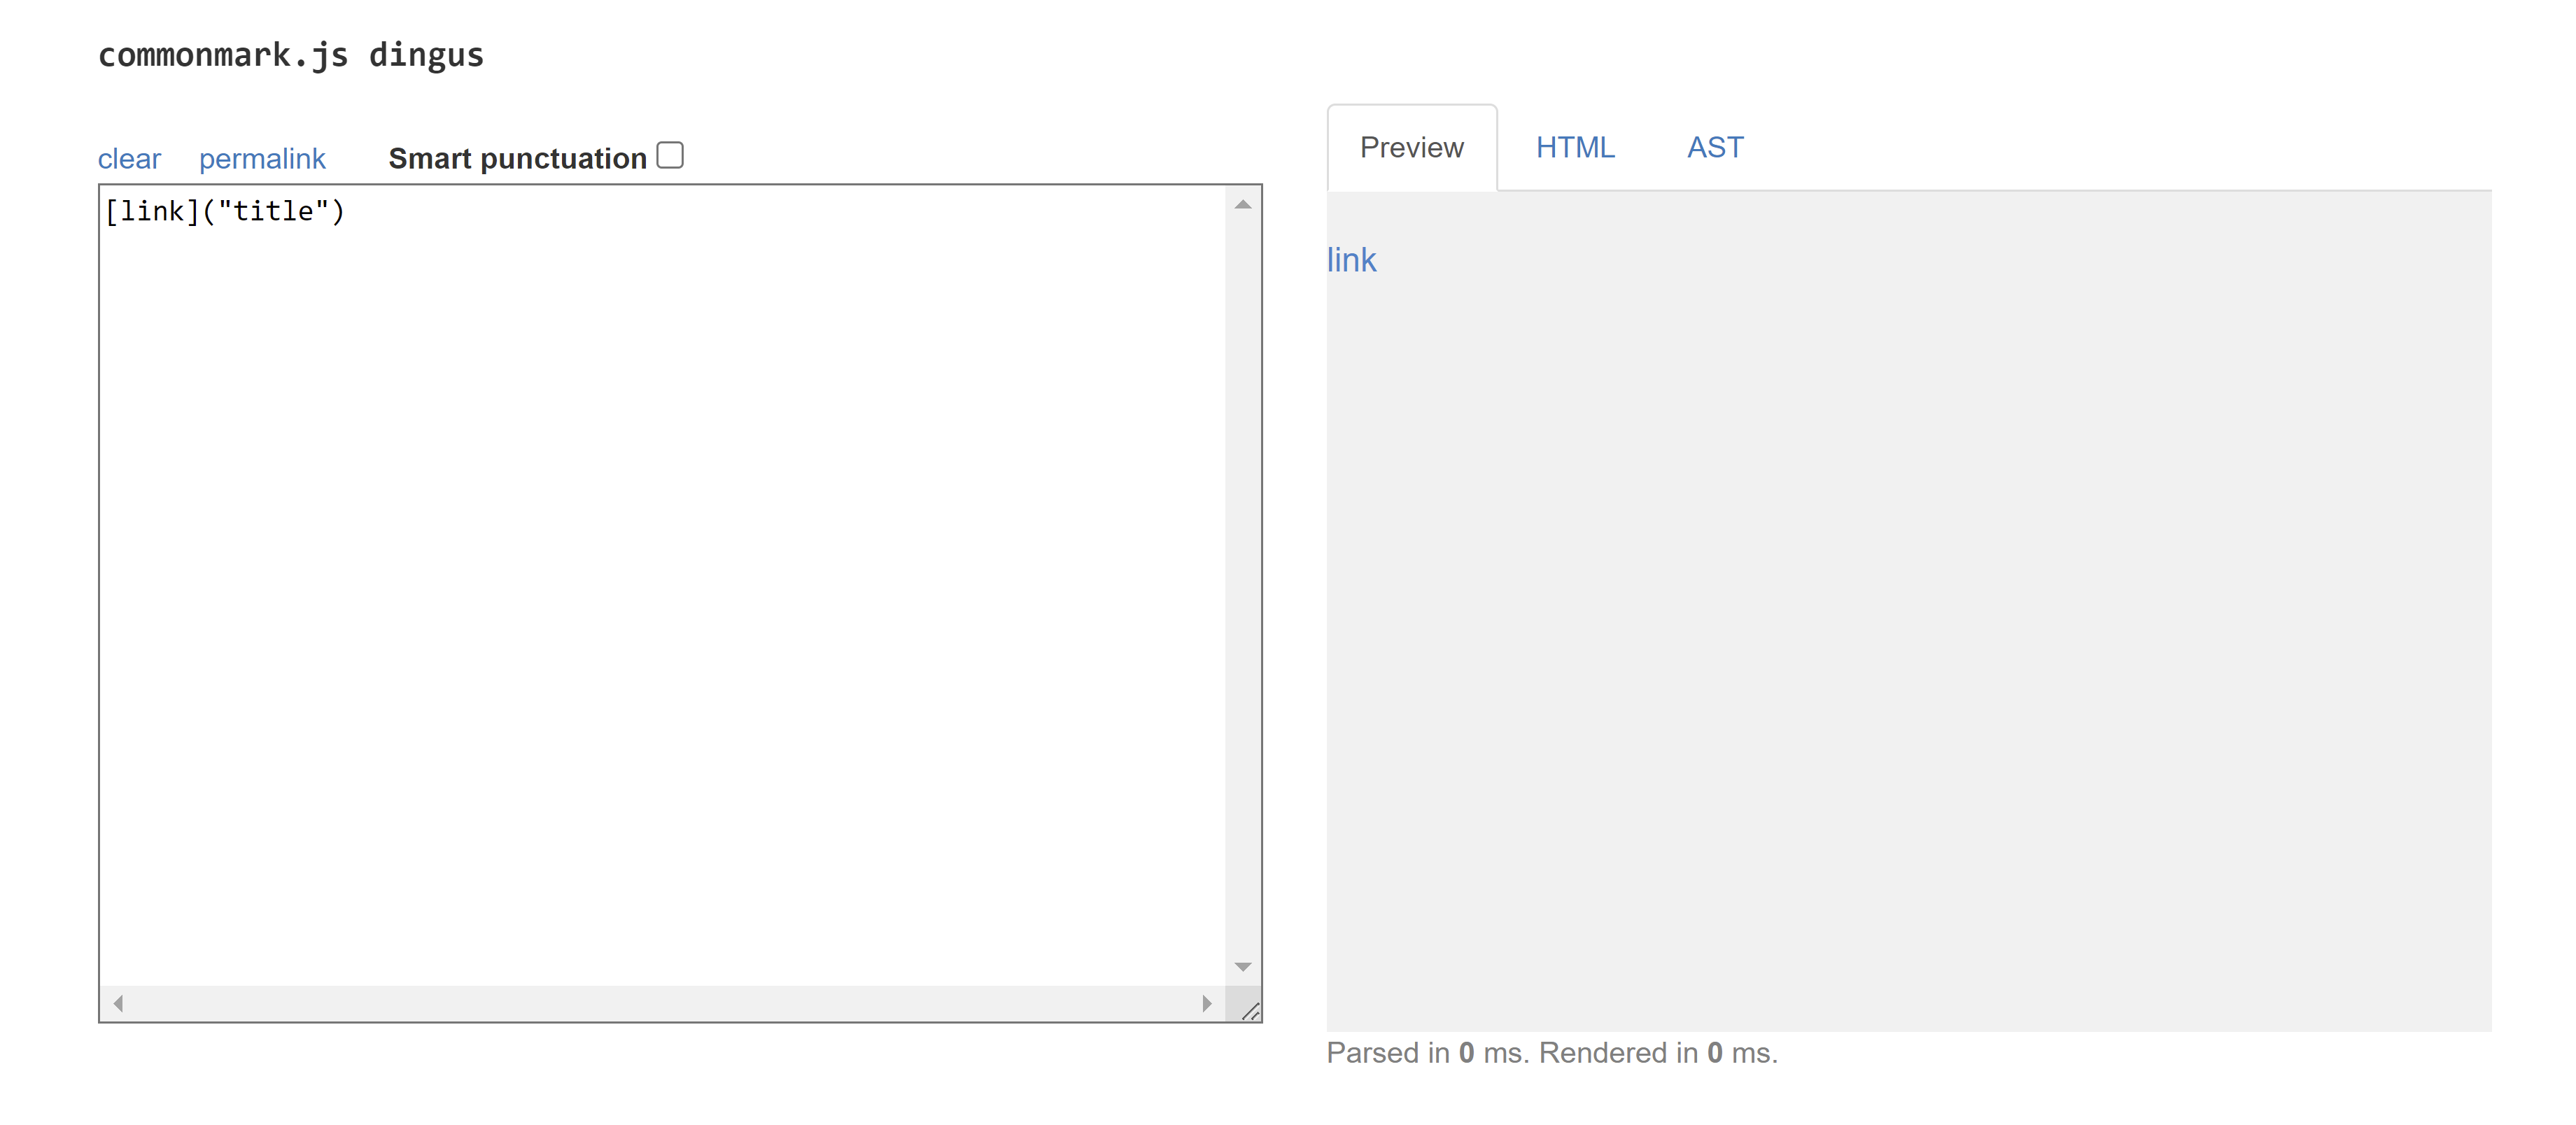 commonmark.js dingus
clear permalink Smart punctuation
Preview HTML AST
[link]("title")
link
Parsed in 0 ms. Rendered in 0 ms.